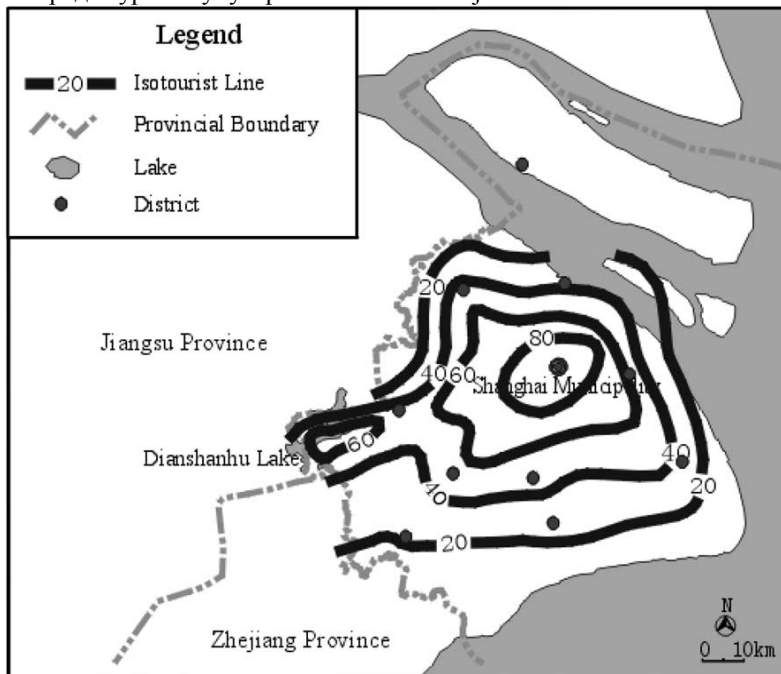 Legend
20 Isotourist Line
Provincial Boundary
Lake
District
20
Jiangsu Province
80
40 60
Shanghai Municipality
60
Dianshanhu Lake
40
40
20
20
Zhejiang Province
N
0 10km